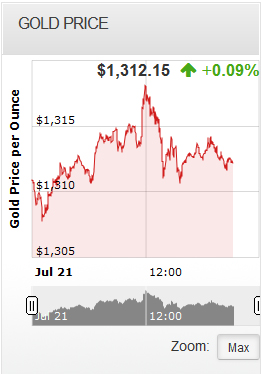 GOLD PRICE
$1,312.15 +0.09%
Gold Price per Ounce
$1,315
$1,310
$1,305
Jul 21 12:00
Jul 21 12:00
Zoom: Max